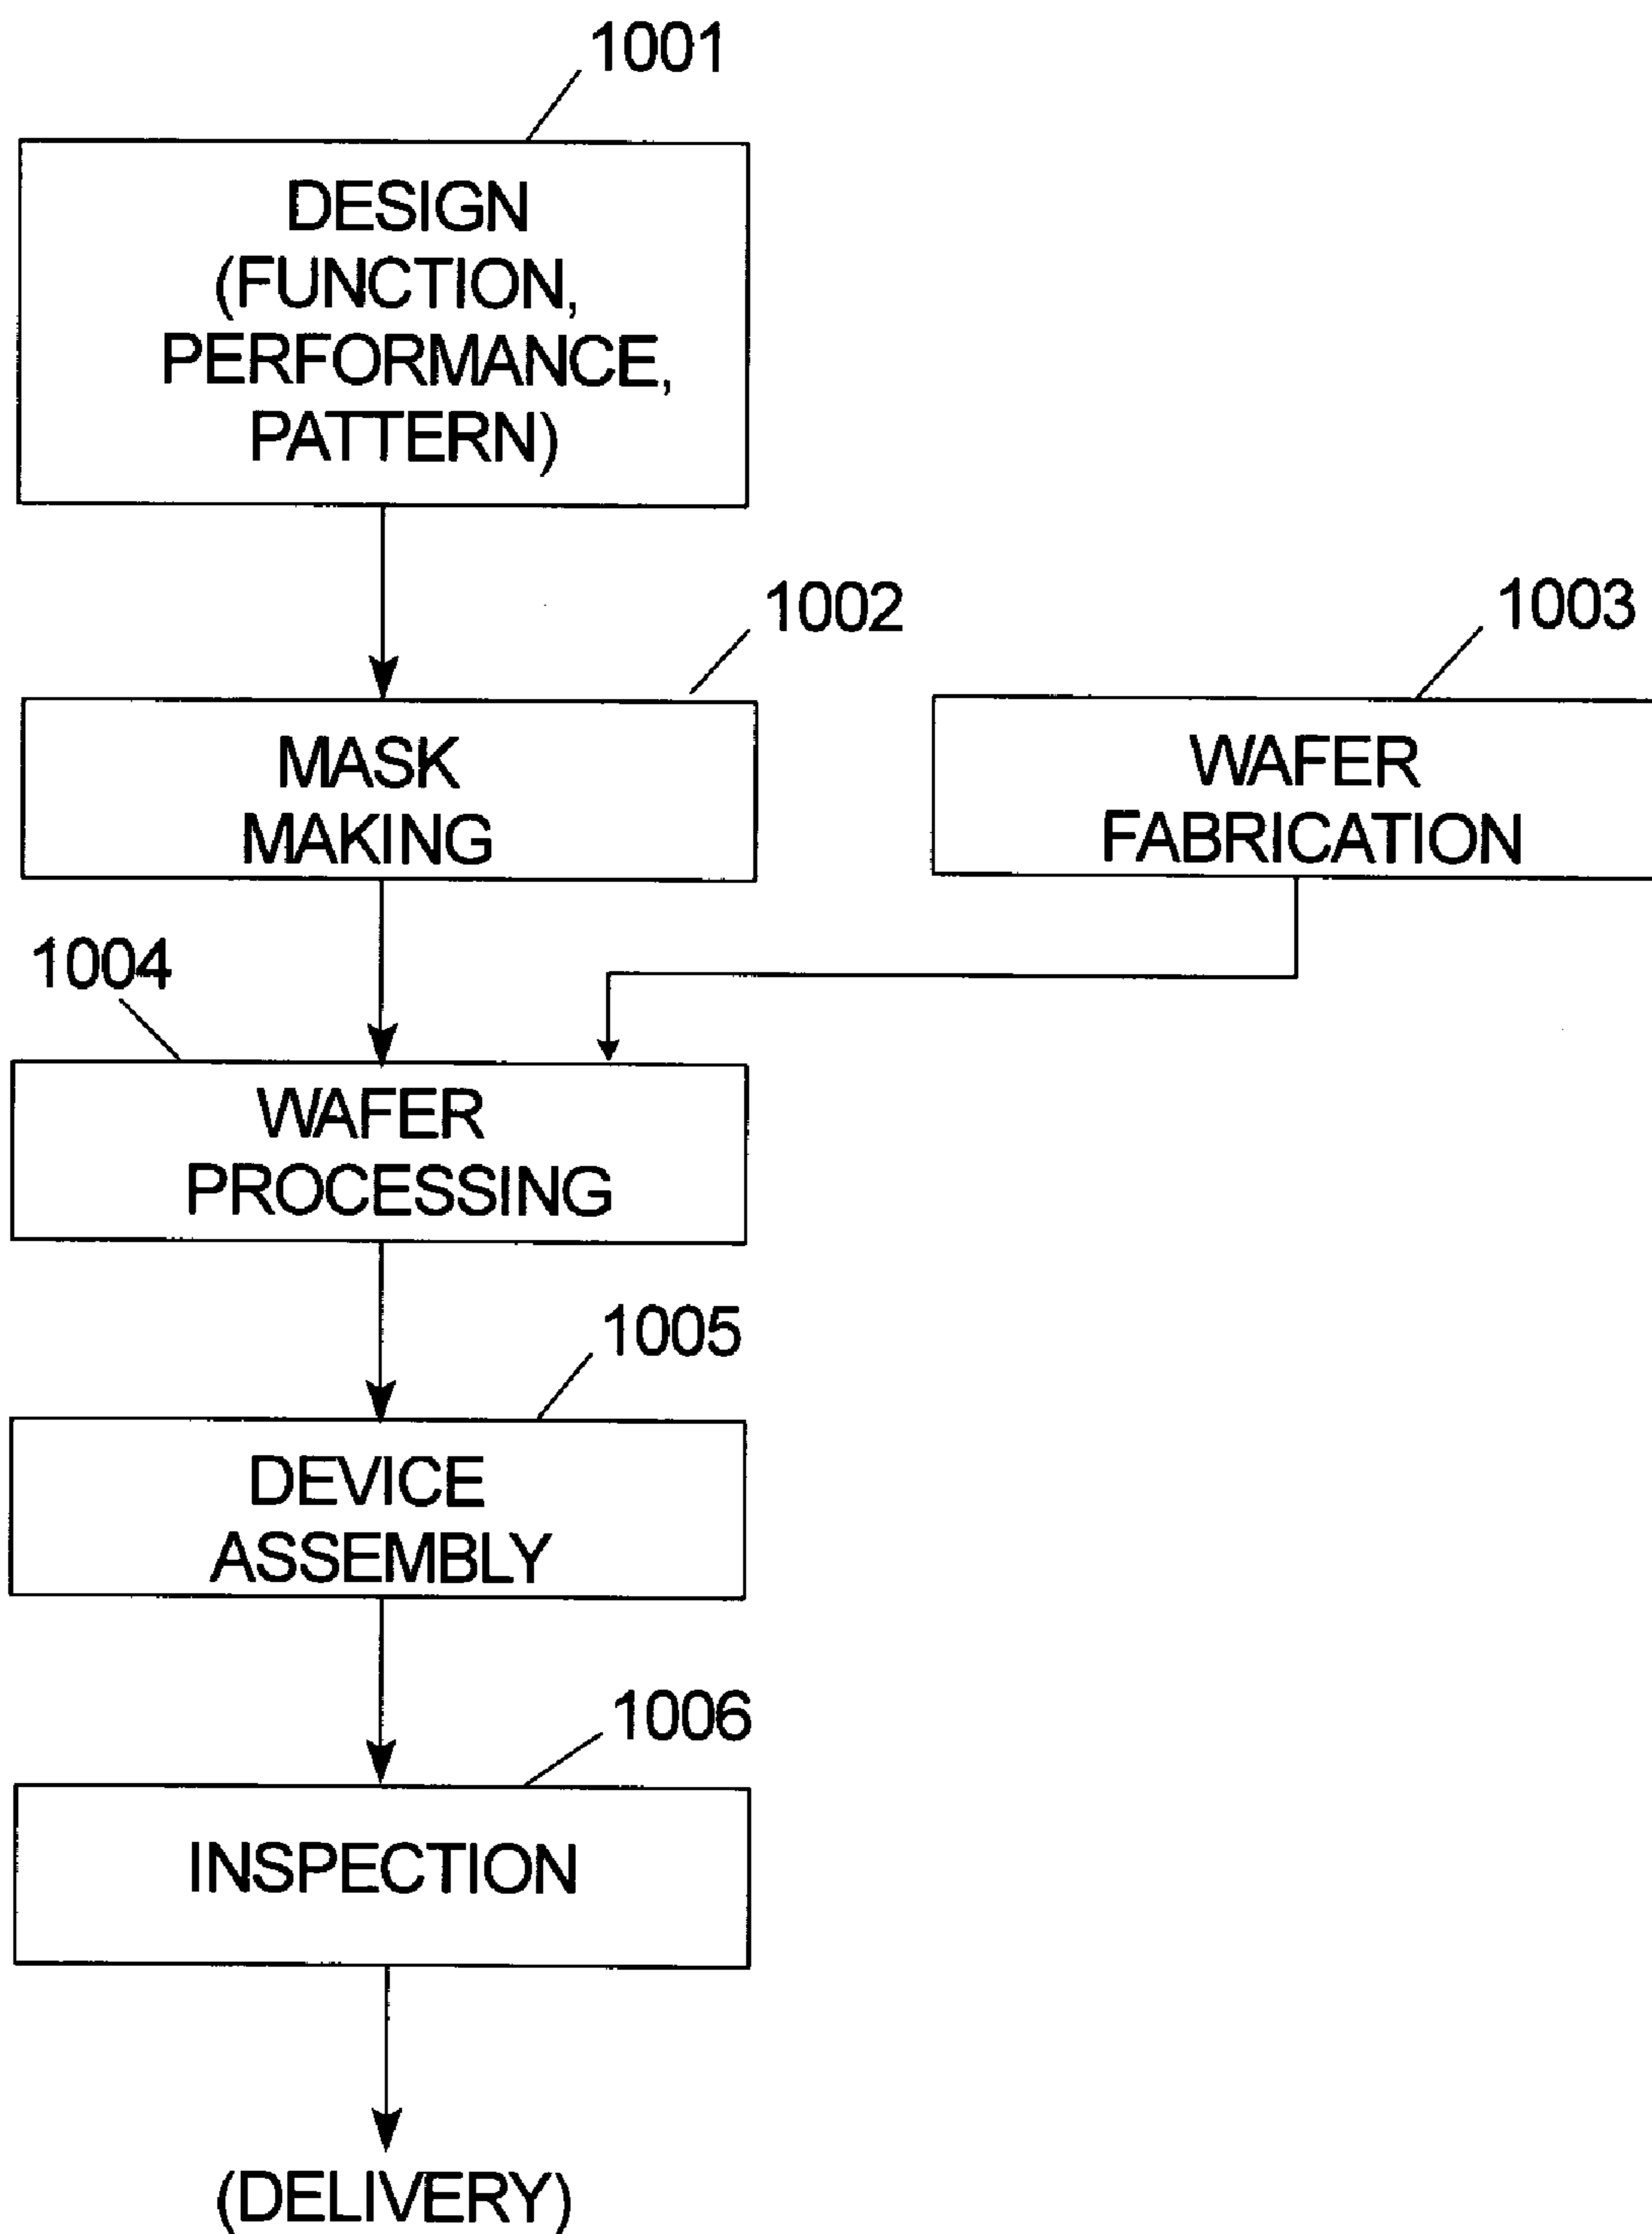 1001
DESIGN
(FUNCTION,
PERFORMANCE,
PATTERN)
1002
MASK
MAKING
1003
WAFER
FABRICATION
1004
WAFER
PROCESSING
1005
DEVICE
ASSEMBLY
1006
INSPECTION
(DELIVERY)